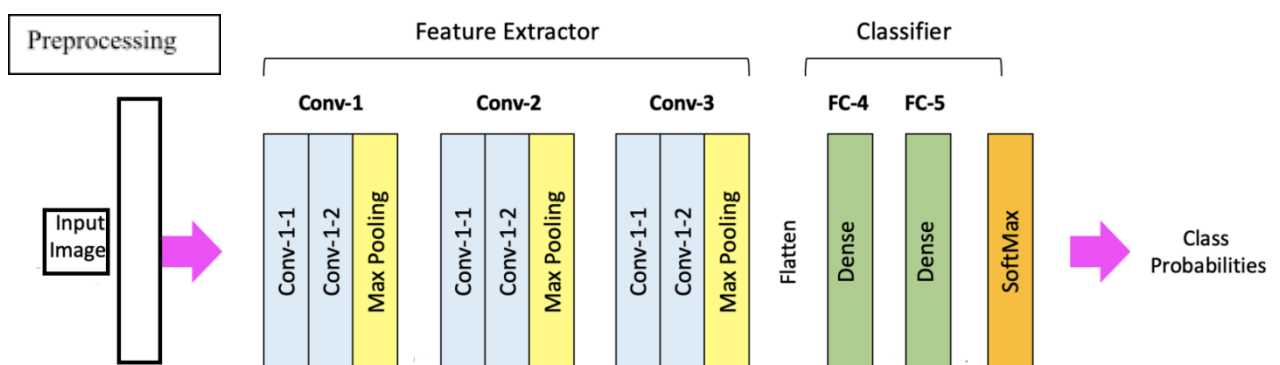 Preprocessing
Feature Extractor
Classifier
Conv-1
Conv-2
Conv-3
FC-4
FC-5
Input
Image
Conv-1-1
Conv-1-2
Max Pooling
Conv-1-1
Conv-1-2
Max Pooling
Conv-1-1
Conv-1-2
Max Pooling
Flatten
Dense
Dense
SoftMax
Class
Probabilities